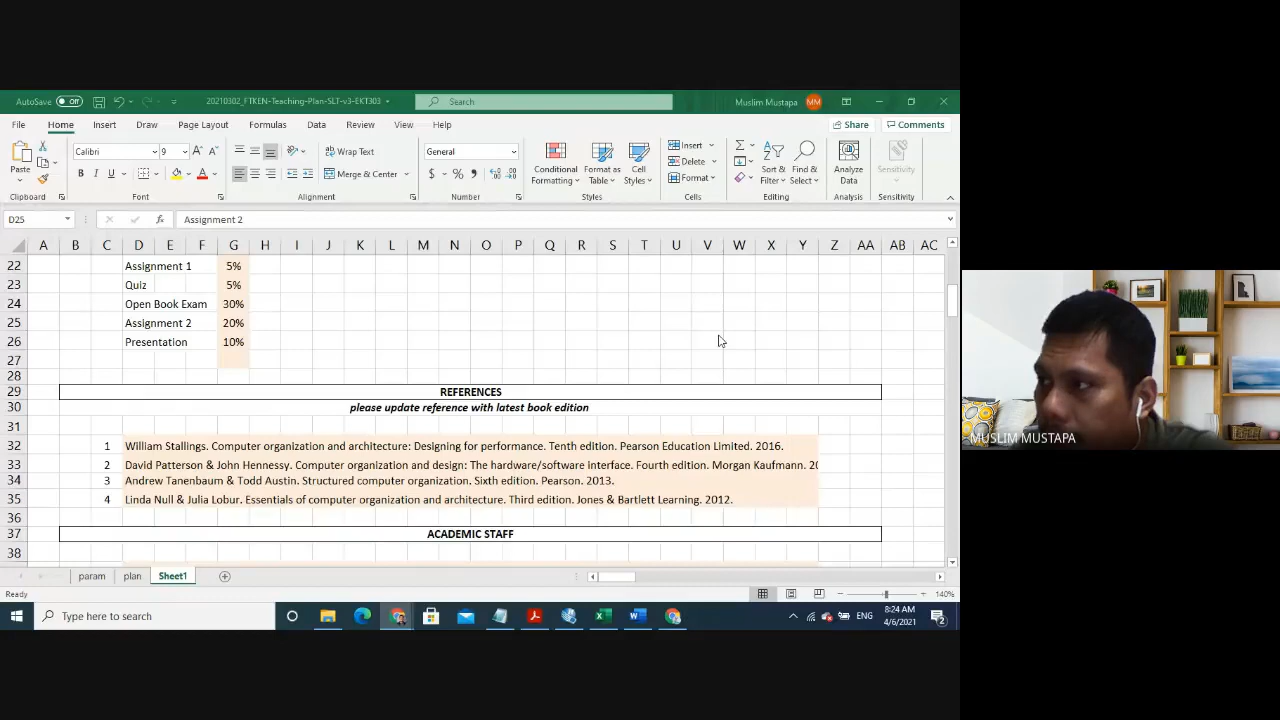 AutoSave Off 20210302_FTKEN-Teaching-Plan-SLT-v3-EKT303 Search Muslim Mustapa MM
File Home Insert Draw Page Layout Formulas Data Review View Help Share Comments
Calibri 9 A A Wrap Text General Insert
Paste B I U A Merge & Center $ % Conditional Formatting Format as Table Cell Styles Delete Format Sort & Filter Find & Select Analyze Data Sensitivity
Clipboard Font Alignment Number Styles Cells Editing Analysis Sensitivity
D25 fx Assignment 2
A B C D E F G H I J K L M N O P Q R S T U V W X Y Z AA AB AC
22 Assignment 1 5%
23 Quiz 5%
24 Open Book Exam 30%
25 Assignment 2 20%
26 Presentation 10%
27
28
29 REFERENCES
30 please update reference with latest book edition
31
32 1 William Stallings. Computer organization and architecture: Designing for performance. Tenth edition. Pearson Education Limited. 2016.
33 2 David Patterson & John Hennessy. Computer organization and design: The hardware/software interface. Fourth edition. Morgan Kaufmann. 20
34 3 Andrew Tanenbaum & Todd Austin. Structured computer organization. Sixth edition. Pearson. 2013.
35 4 Linda Null & Julia Lobur. Essentials of computer organization and architecture. Third edition. Jones & Bartlett Learning. 2012.
36
37 ACADEMIC STAFF
38
param plan Sheet1
Ready 140%
Type here to search ENG 8:24 AM
4/6/2021 2
MUSLIM MUSTAPA